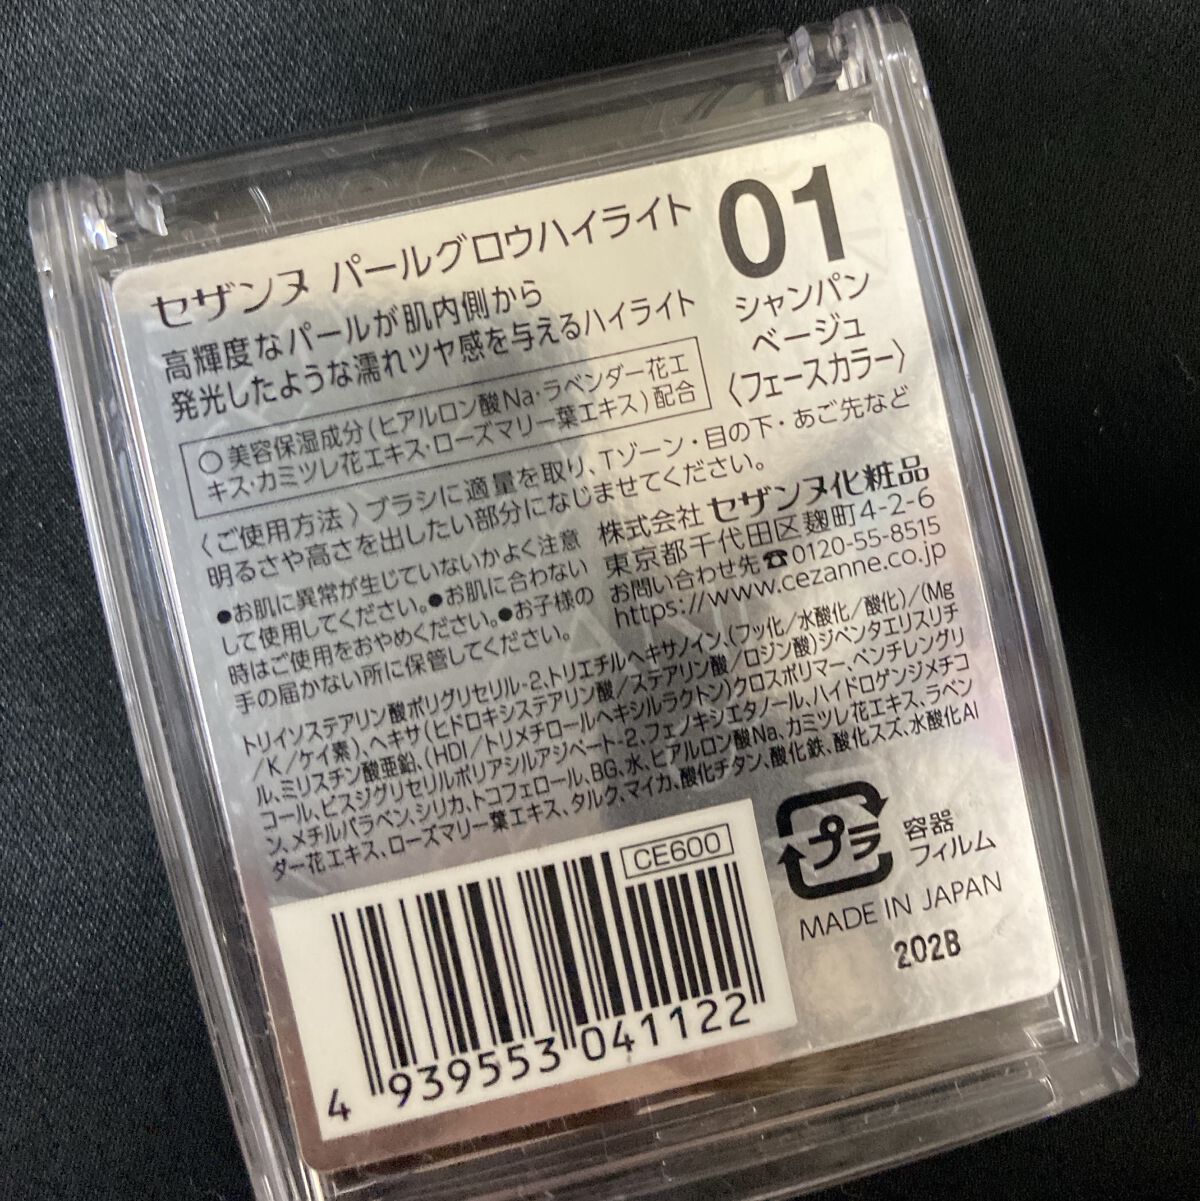 セザンヌ パールグロウハイライト
高輝度なパールが肌内側から
発光したような濡れツヤ感を与えるハイライト
○美容保湿成分(ヒアルロン酸Na・ラベンダー花エ
キス・カミツレ花エキス・ローズマリー葉エキス)配合
01
シャンパン
ベージュ
〈フェースカラー〉
〈ご使用方法〉ブラシに適量を取り、Tゾーン・目の下・あご先など
明るさや高さを出したい部分になじませてください。
●お肌に異常が生じていないかよく注意
して使用してください。●お肌に合わない
時はご使用をおやめください。●お子様の
手の届かない所に保管してください。
株式会社 セザンヌ化粧品
東京都千代田区麹町4-2-6
お問い合わせ先☎0120-55-8515
https://www.cezanne.co.jp
トリイソステアリン酸ポリグリセリル-2、トリエチルヘキサノイン、(フッ化/水酸化/酸化)/(Mg
/K/ケイ素)、ヘキサ(ヒドロキシステアリン酸/ステアリン酸/ロジン酸)ジペンタエリスリチ
ル、ミリスチン酸亜鉛、(HDI/トリメチロールヘキシルラクトン)クロスポリマー、ペンチレングリ
コール、ビスジグリセリルポリアシルアジペート-2、フェノキシエタノール、ハイドロゲンジメチコ
ン、メチルパラベン、シリカ、トコフェロール、BG、水、ヒアルロン酸Na、カミツレ花エキス、ラベン
ダー花エキス、ローズマリー葉エキス、タルク、マイカ、酸化チタン、酸化鉄、酸化スズ、水酸化Al
CE600
4 939553 041122
プラ
容器
フィルム
MADE IN JAPAN
202B